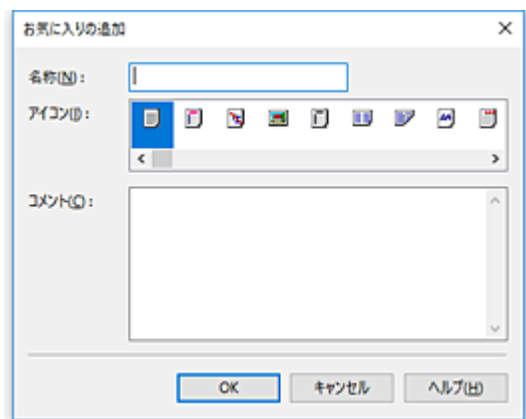 お気に入りの追加
名称(N):
アイコン(I):
コメント(C):
OK
キャンセル
ヘルプ(H)